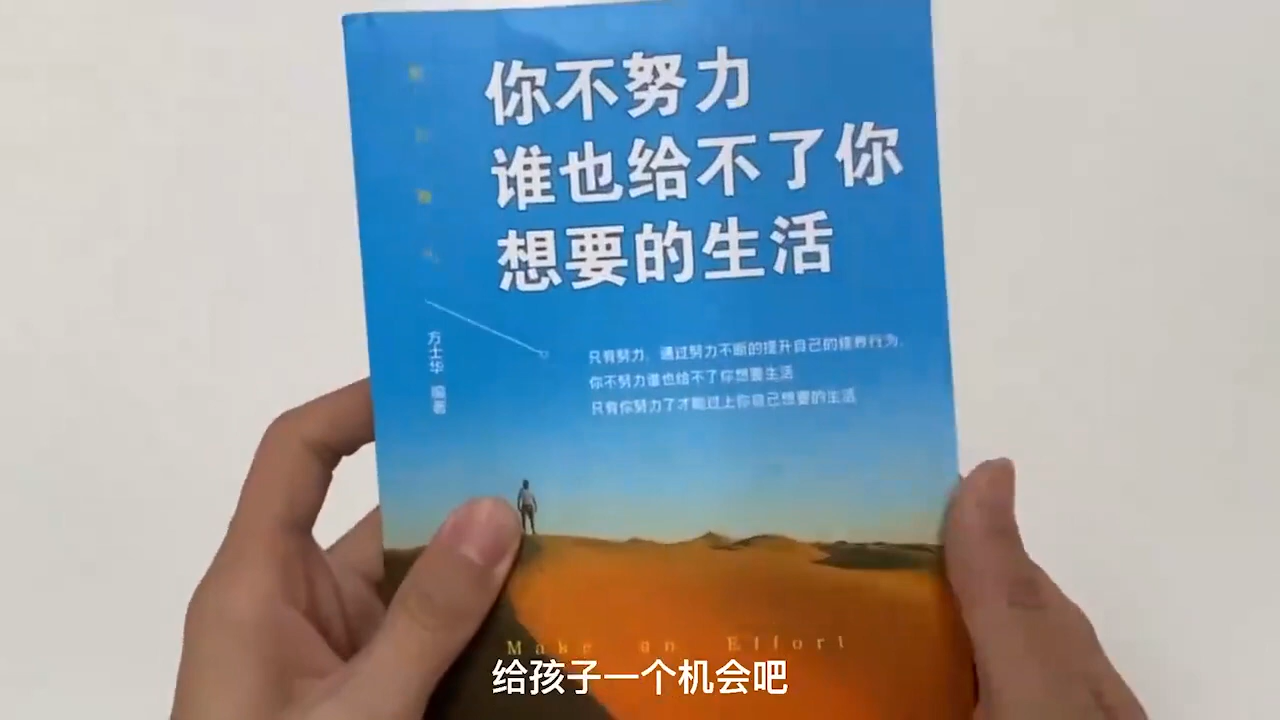 你不努力
谁也给不了你
想要的生活
方士华 编著
只有努力，通过努力不断的提升自己的修养行为，
你不努力谁也给不了你想要生活
只有你努力了才能过上你自己想要的生活
Make an Effort
给孩子一个机会吧